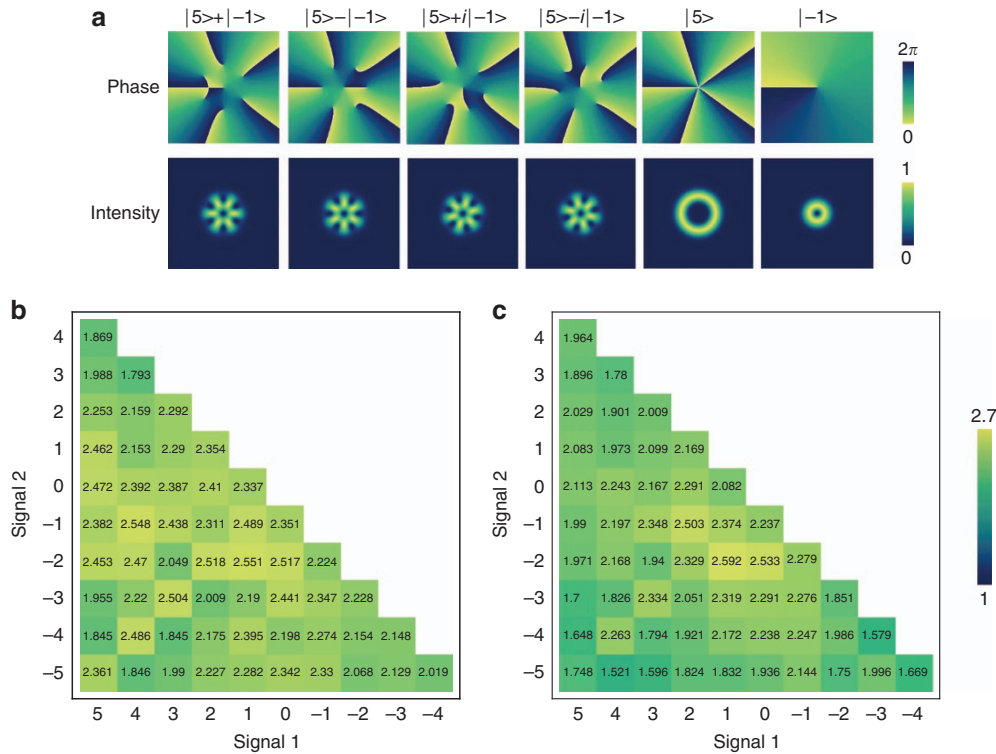 a
|5>+|−1> |5>−|−1> |5>+i|−1> |5>−i|−1> |5> |−1>
Phase
2π
0
Intensity
1
0
b
4 1.869
3 1.988 1.793
2 2.253 2.159 2.292
1 2.462 2.153 2.29 2.354
0 2.472 2.392 2.387 2.41 2.337
−1 2.382 2.548 2.438 2.311 2.489 2.351
−2 2.453 2.47 2.049 2.518 2.551 2.517 2.224
−3 1.955 2.22 2.504 2.009 2.19 2.441 2.347 2.228
−4 1.845 2.486 1.845 2.175 2.395 2.198 2.274 2.154 2.148
−5 2.361 1.846 1.99 2.227 2.282 2.342 2.33 2.068 2.129 2.019
5 4 3 2 1 0 −1 −2 −3 −4
Signal 2
Signal 1
c
4 1.964
3 1.896 1.78
2 2.029 1.901 2.009
1 2.083 1.973 2.099 2.169
0 2.113 2.243 2.167 2.291 2.082
−1 1.99 2.197 2.348 2.503 2.374 2.237
−2 1.971 2.168 1.94 2.329 2.592 2.533 2.279
−3 1.7 1.826 2.334 2.051 2.319 2.291 2.276 1.851
−4 1.648 2.263 1.794 1.921 2.172 2.238 2.247 1.986 1.579
−5 1.748 1.521 1.596 1.824 1.832 1.936 2.144 1.75 1.996 1.669
5 4 3 2 1 0 −1 −2 −3 −4
Signal 2
Signal 1
2.7
1